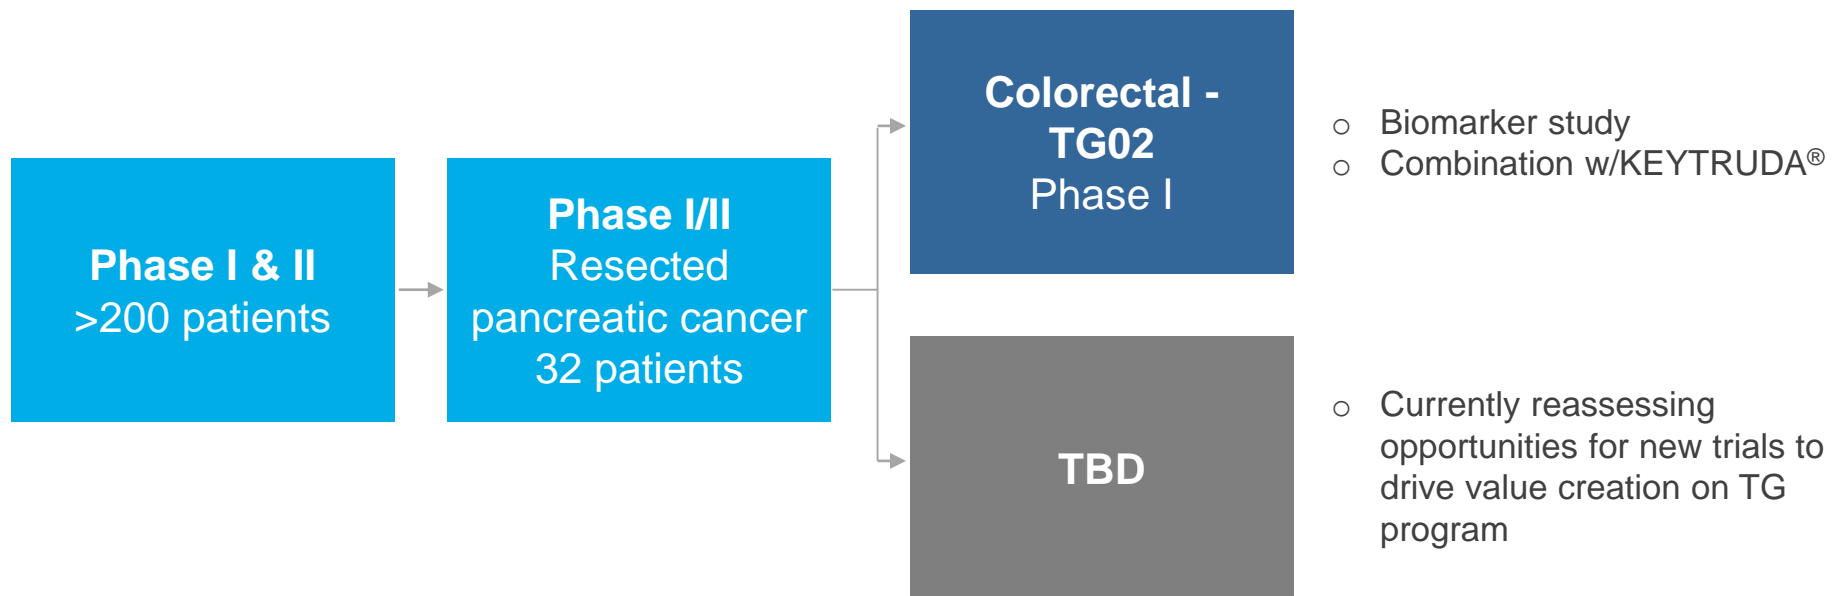 Phase I & II
>200 patients
Phase I/II
Resected
pancreatic cancer
32 patients
Colorectal -
TG02
Phase I
○ Biomarker study
○ Combination w/KEYTRUDA®
TBD
○ Currently reassessing
opportunities for new trials to
drive value creation on TG
program